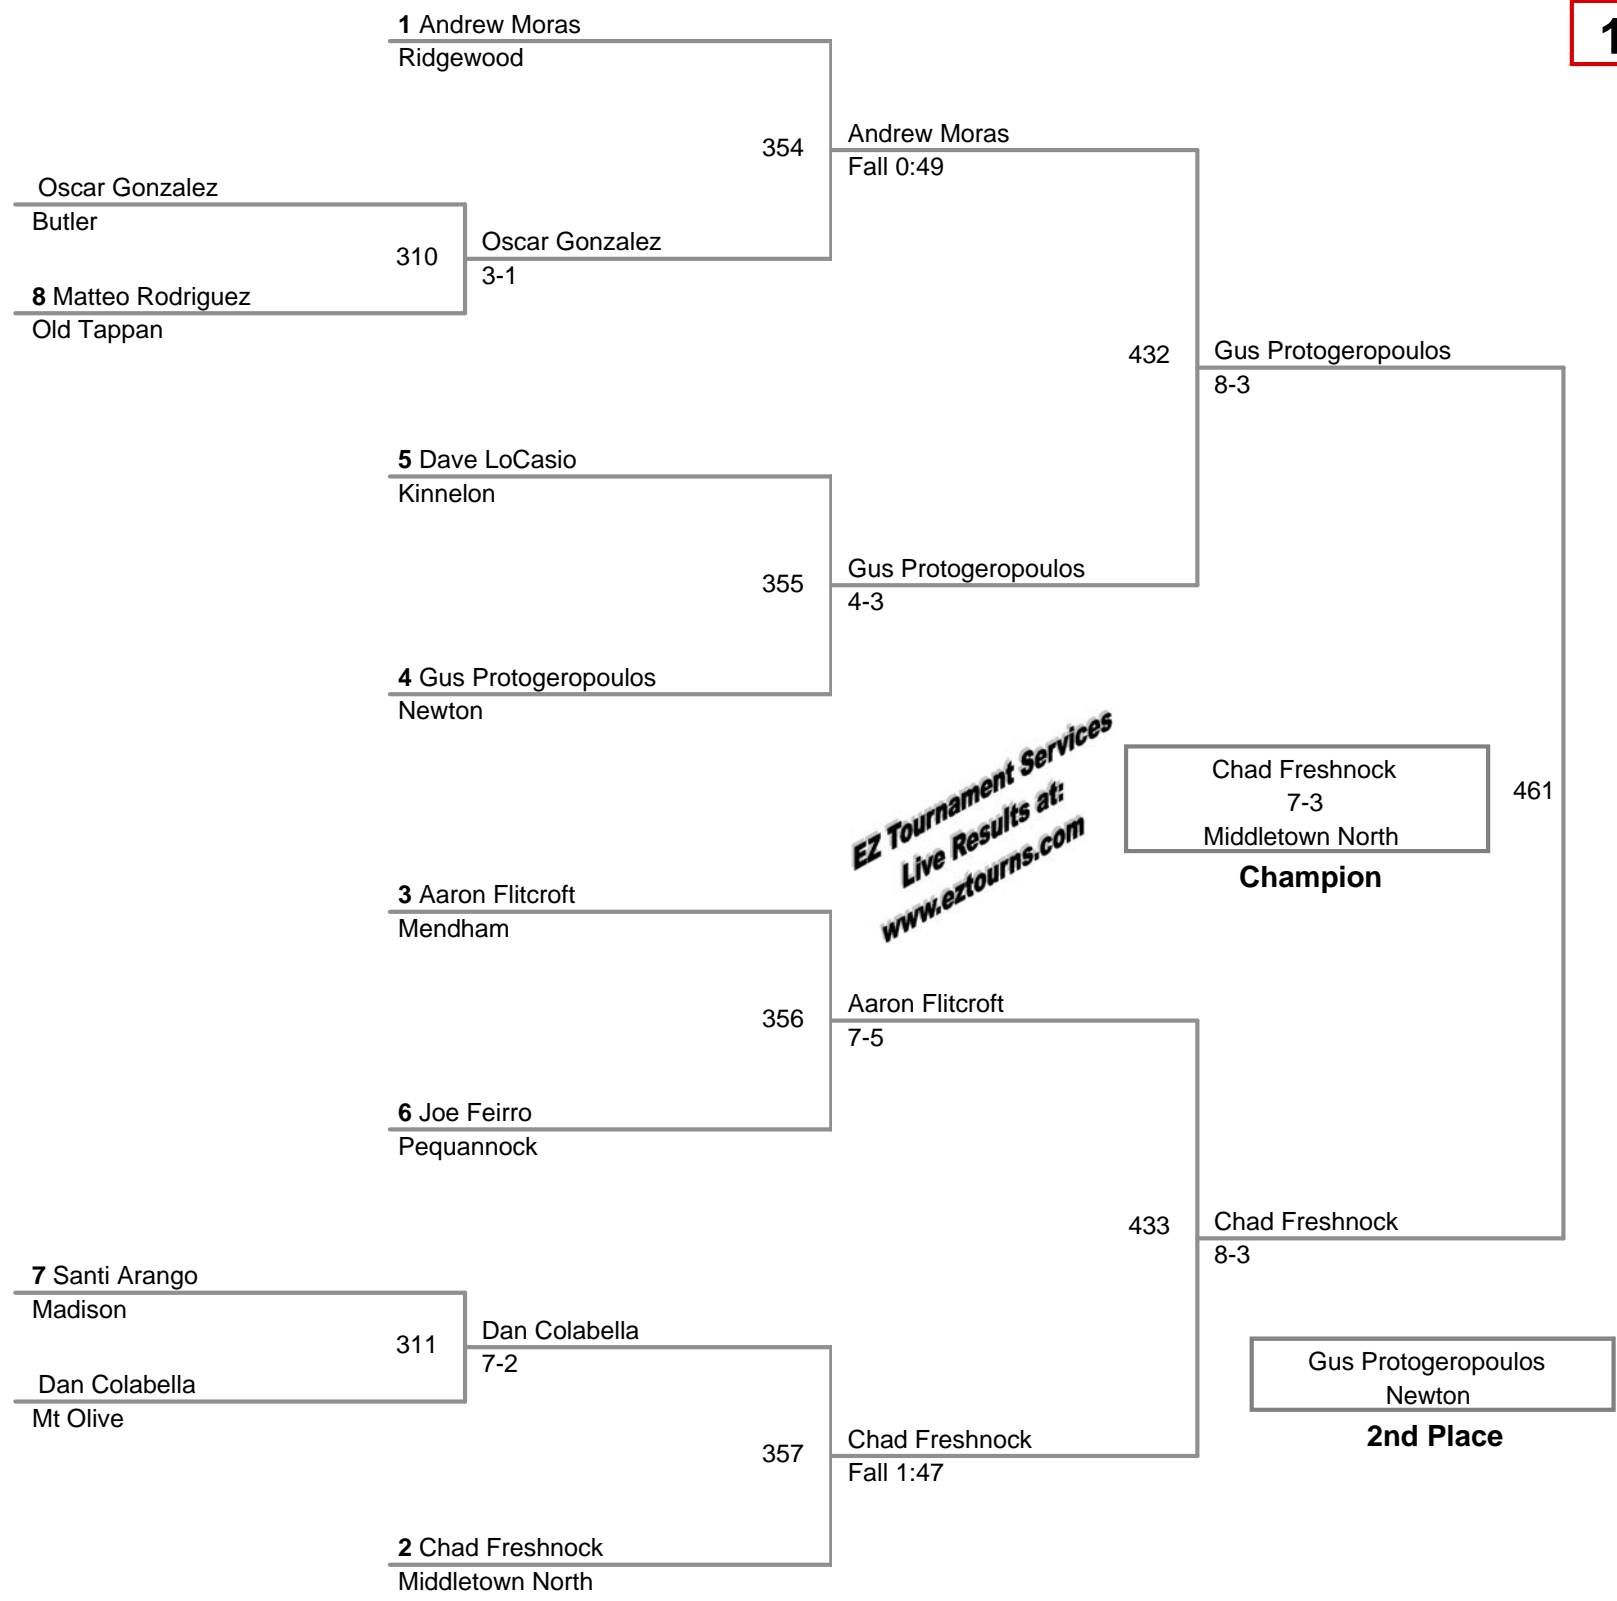 1 Andrew Moras
Ridgewood
1
354
Andrew Moras
Fall 0:49
Oscar Gonzalez
Butler
310
Oscar Gonzalez
3-1
8 Matteo Rodriguez
Old Tappan
432
Gus Protogeropoulos
8-3
5 Dave LoCasio
Kinnelon
355
Gus Protogeropoulos
4-3
4 Gus Protogeropoulos
Newton
EZ Tournament Services
Live Results at:
www.eztourns.com
Chad Freshnock
7-3
Middletown North
Champion
461
3 Aaron Flitcroft
Mendham
356
Aaron Flitcroft
7-5
6 Joe Feirro
Pequannock
433
Chad Freshnock
8-3
7 Santi Arango
Madison
311
Dan Colabella
7-2
Dan Colabella
Mt Olive
Gus Protogeropoulos
Newton
2nd Place
357
Chad Freshnock
Fall 1:47
2 Chad Freshnock
Middletown North